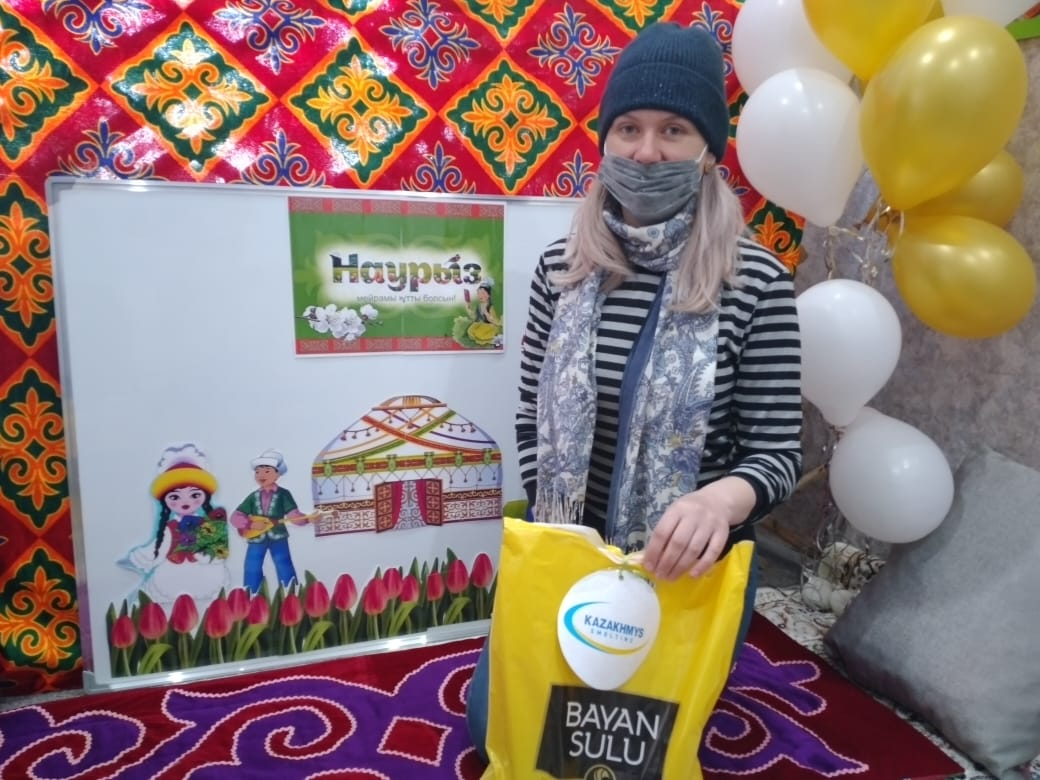 Наурыз
мейрамы құтты болсын!
KAZAKHMYS
SMELTING
BAYAN
SULU